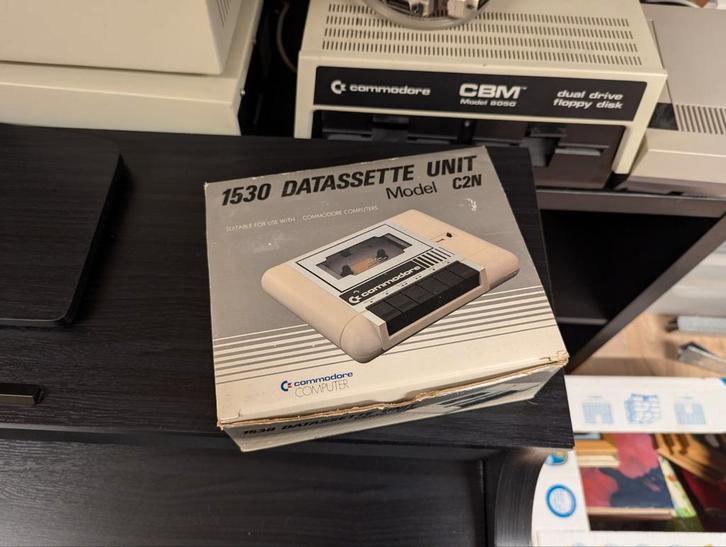 commodore
CBM™
Model 8050
dual drive
floppy disk
1530 DATASSETTE UNIT
Model C2N
SUITABLE FOR USE WITH COMMODORE COMPUTERS
commodore
commodore
COMPUTER
1530 DATASSETTE